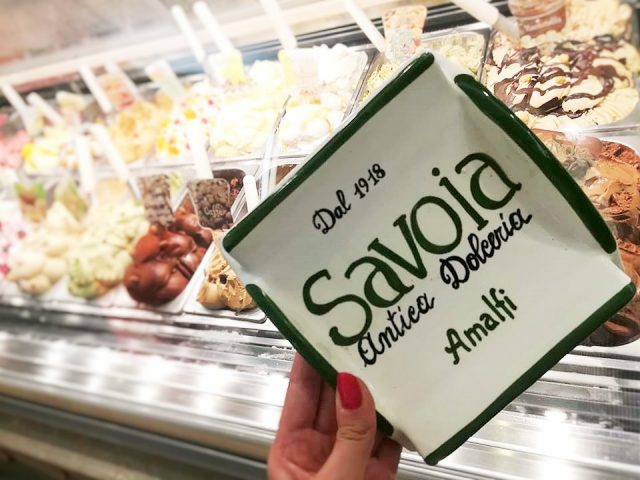 Dal 1918
Savoia
Antica Dolceria
Amalfi